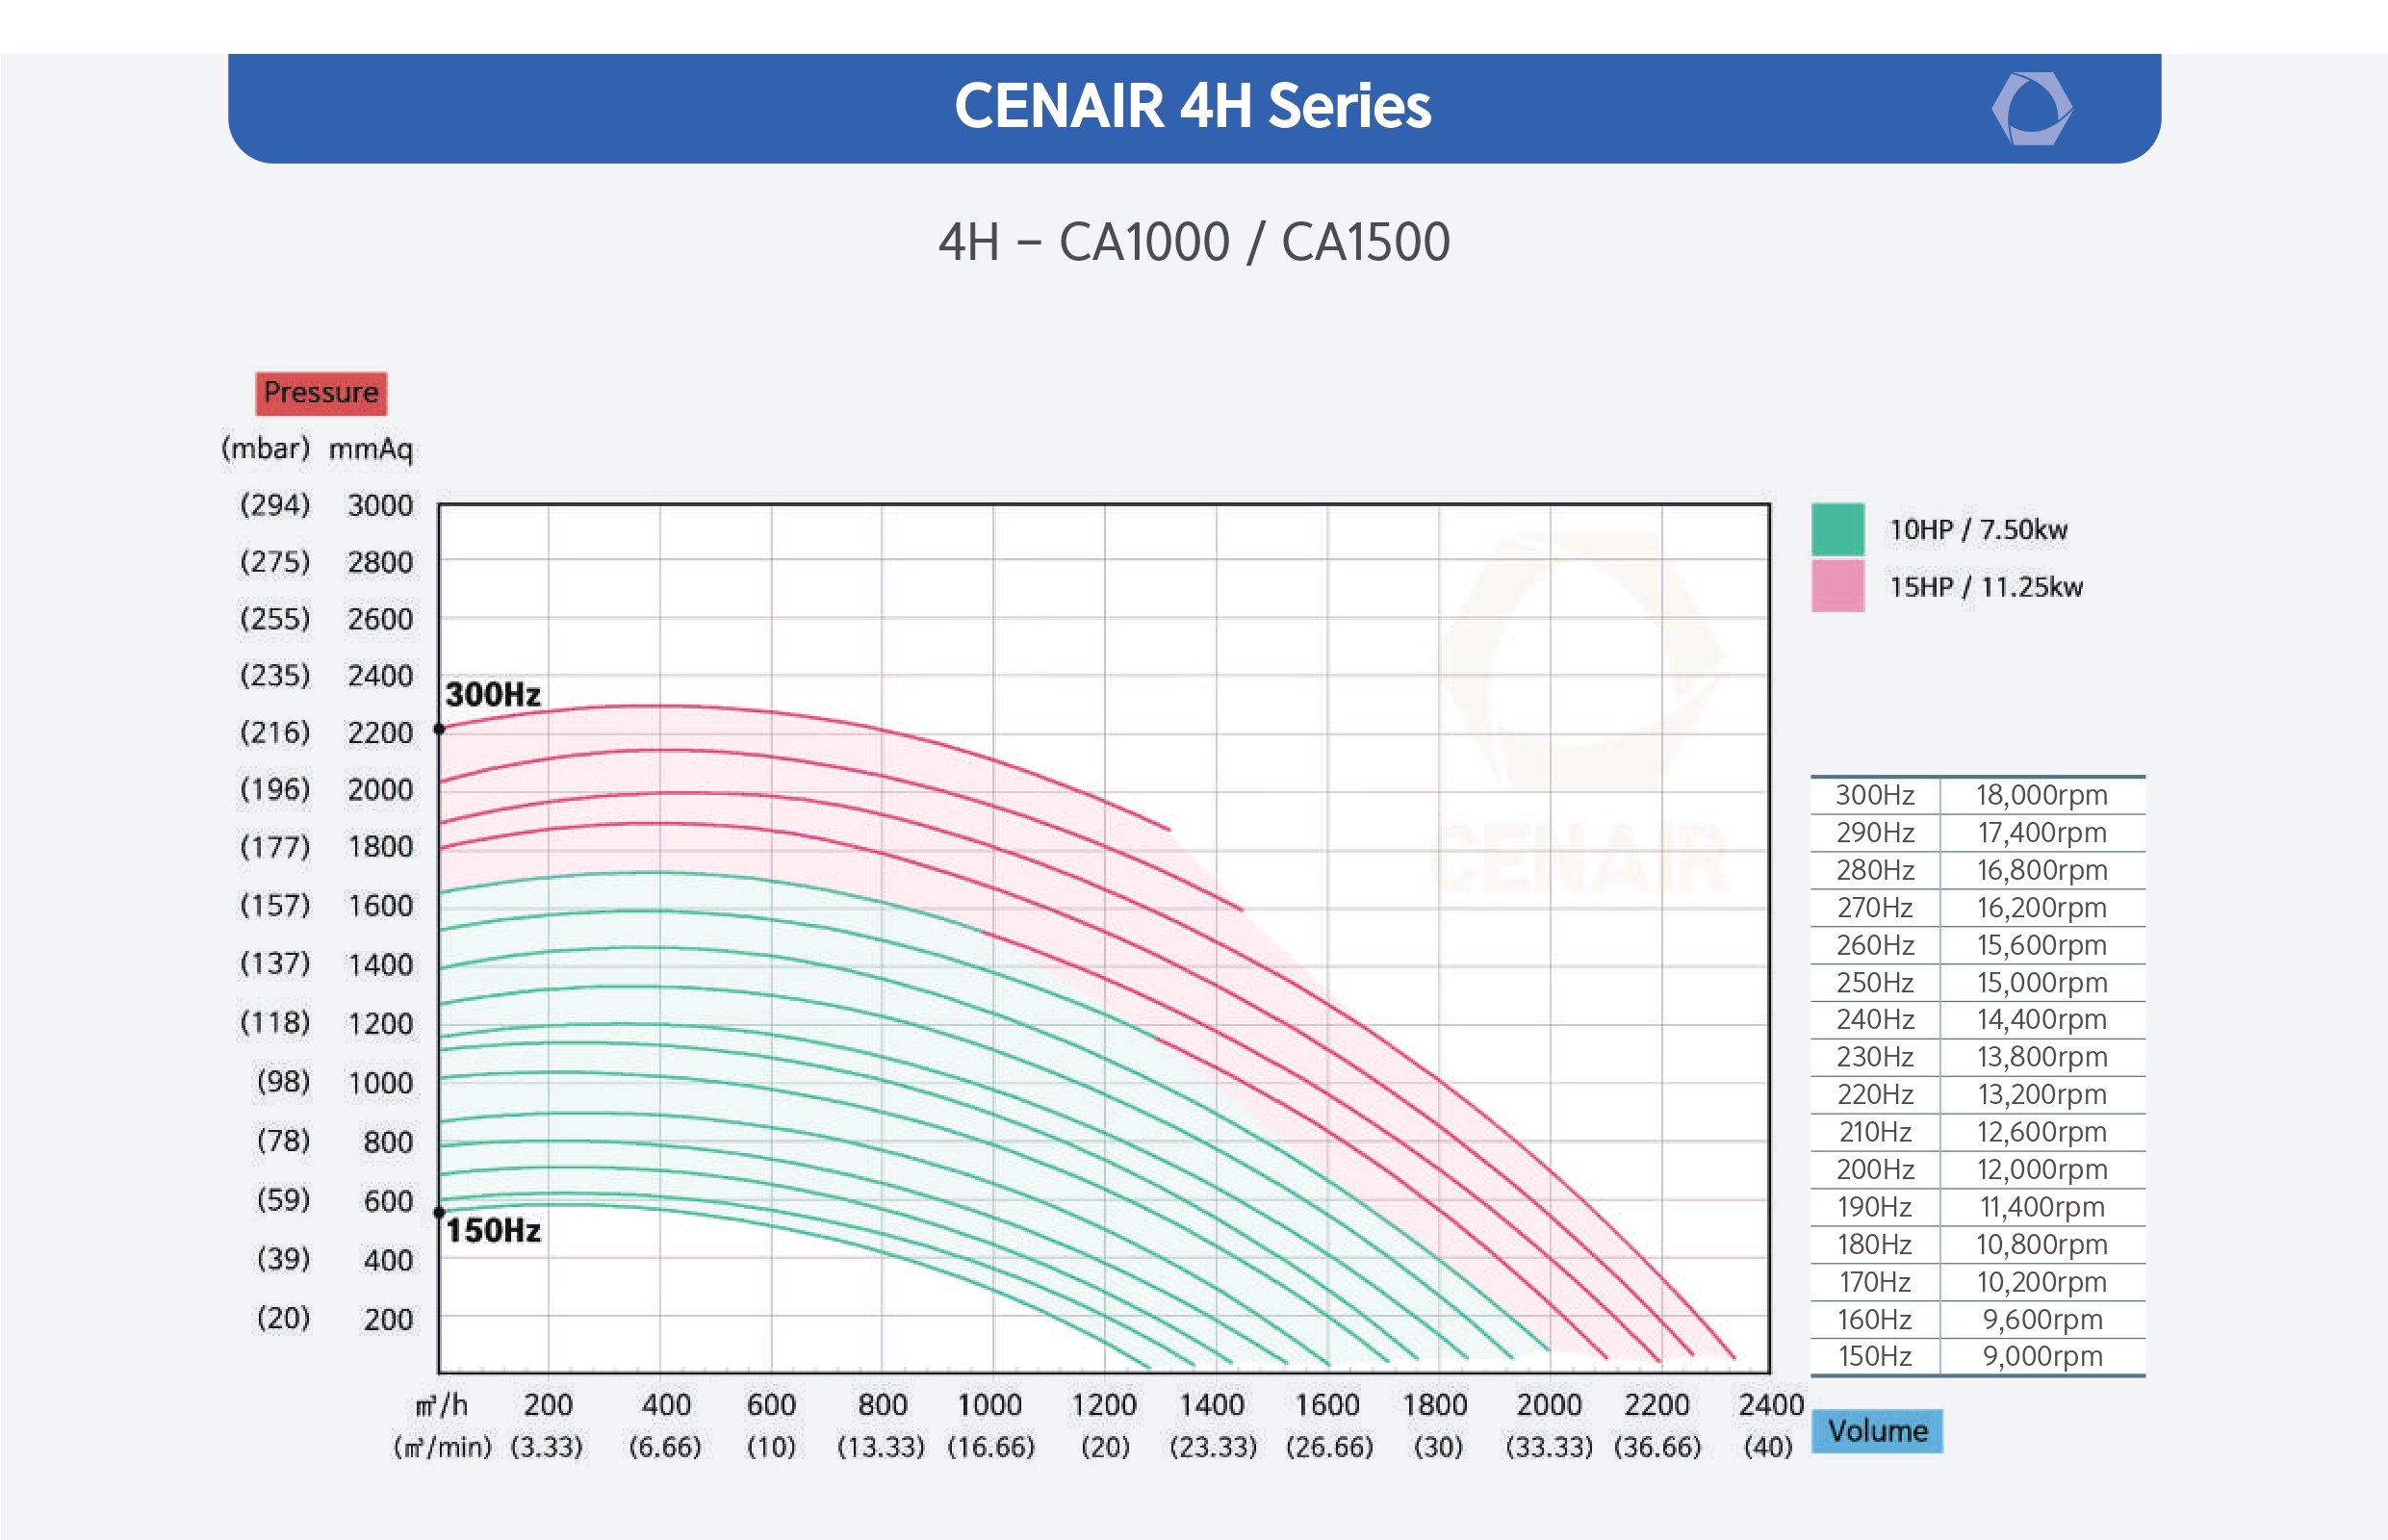 CENAIR 4H Series
4H – CA1000 / CA1500
Pressure
(mbar) mmAq
(294) 3000
(275) 2800
(255) 2600
(235) 2400
(216) 2200
(196) 2000
(177) 1800
(157) 1600
(137) 1400
(118) 1200
(98) 1000
(78) 800
(59) 600
(39) 400
(20) 200
300Hz
150Hz
CENAIR
10HP / 7.50kw
15HP / 11.25kw
300Hz 18,000rpm
290Hz 17,400rpm
280Hz 16,800rpm
270Hz 16,200rpm
260Hz 15,600rpm
250Hz 15,000rpm
240Hz 14,400rpm
230Hz 13,800rpm
220Hz 13,200rpm
210Hz 12,600rpm
200Hz 12,000rpm
190Hz 11,400rpm
180Hz 10,800rpm
170Hz 10,200rpm
160Hz 9,600rpm
150Hz 9,000rpm
㎥/h 200 400 600 800 1000 1200 1400 1600 1800 2000 2200 2400
(㎥/min) (3.33) (6.66) (10) (13.33) (16.66) (20) (23.33) (26.66) (30) (33.33) (36.66) (40)
Volume